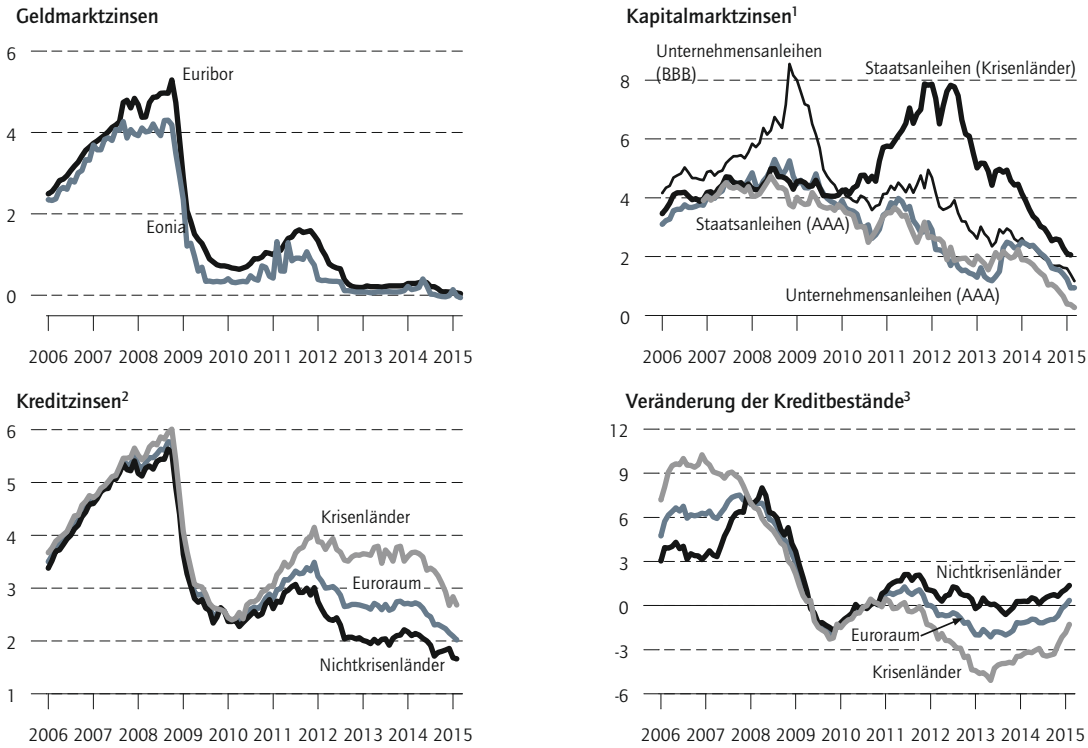 Geldmarktzinsen
6
4
2
0
Euribor
Eonia
2006 2007 2008 2009 2010 2011 2012 2013 2014 2015
Kapitalmarktzinsen¹
8
6
4
2
0
Unternehmensanleihen
(BBB)
Staatsanleihen (Krisenländer)
Staatsanleihen (AAA)
Unternehmensanleihen (AAA)
2006 2007 2008 2009 2010 2011 2012 2013 2014 2015
Kreditzinsen²
6
5
4
3
2
1
Krisenländer
Euroraum
Nichtkrisenländer
2006 2007 2008 2009 2010 2011 2012 2013 2014 2015
Veränderung der Kreditbestände³
12
9
6
3
0
-3
-6
Nichtkrisenländer
Euroraum
Krisenländer
2006 2007 2008 2009 2010 2011 2012 2013 2014 2015